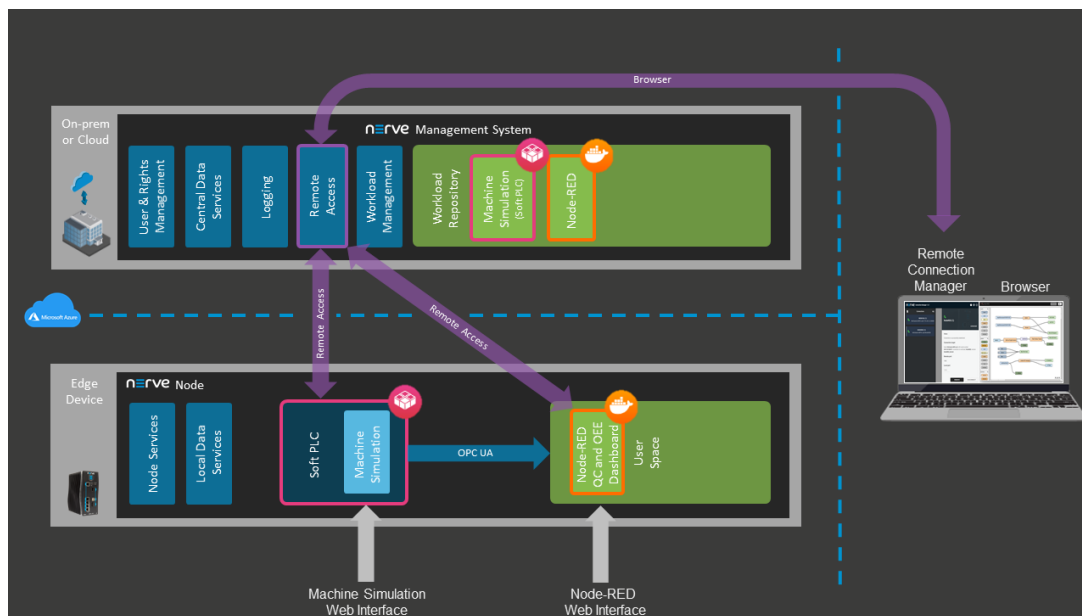 Browser
On-prem
or Cloud
nerve Management System
User & Rights
Management
Central Data
Services
Logging
Remote
Access
Workload
Management
Workload
Repository
Machine
Simulation
(Soft PLC)
Node-RED
Remote
Connection
Manager
Browser
Microsoft Azure
Remote Access
Remote Access
Edge
Device
nerve Node
Node Services
Local Data
Services
Soft PLC
Machine
Simulation
OPC UA
Node-RED
QC and OEE
Dashboard
User
Space
Machine Simulation
Web Interface
Node-RED
Web Interface